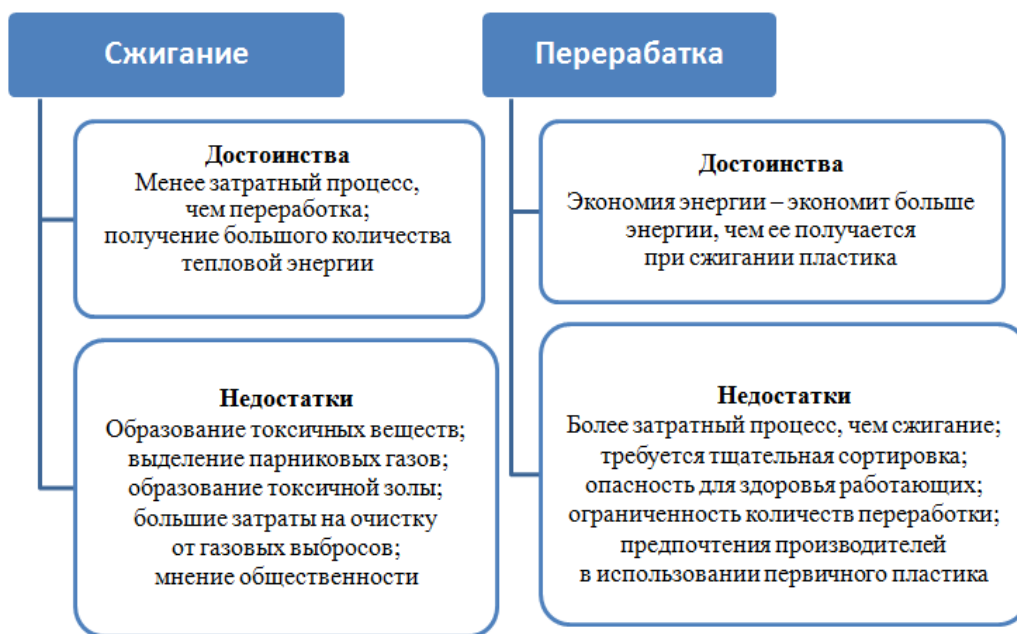 Сжигание
Достоинства
Менее затратный процесс,
чем переработка;
получение большого количества
тепловой энергии
Недостатки
Образование токсичных веществ;
выделение парниковых газов;
образование токсичной золы;
большие затраты на очистку
от газовых выбросов;
мнение общественности
Перерабатка
Достоинства
Экономия энергии – экономит больше
энергии, чем ее получается
при сжигании пластика
Недостатки
Более затратный процесс, чем сжигание;
требуется тщательная сортировка;
опасность для здоровья работающих;
ограниченность количеств переработки;
предпочтения производителей
в использовании первичного пластика